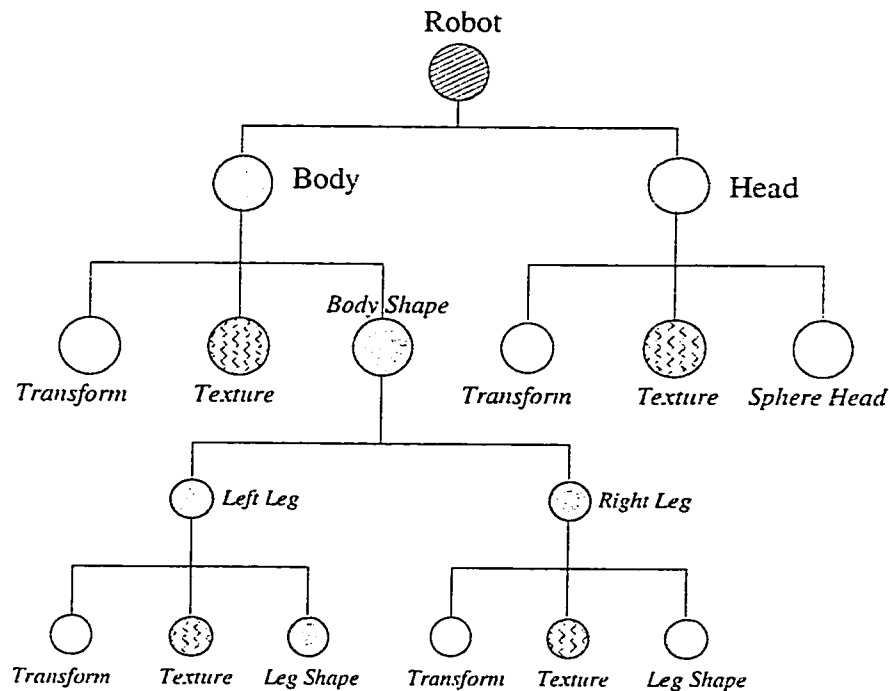 Robot
Body
Head
Body Shape
Transform
Texture
Transform
Texture
Sphere Head
Left Leg
Right Leg
Transform
Texture
Leg Shape
Transform
Texture
Leg Shape